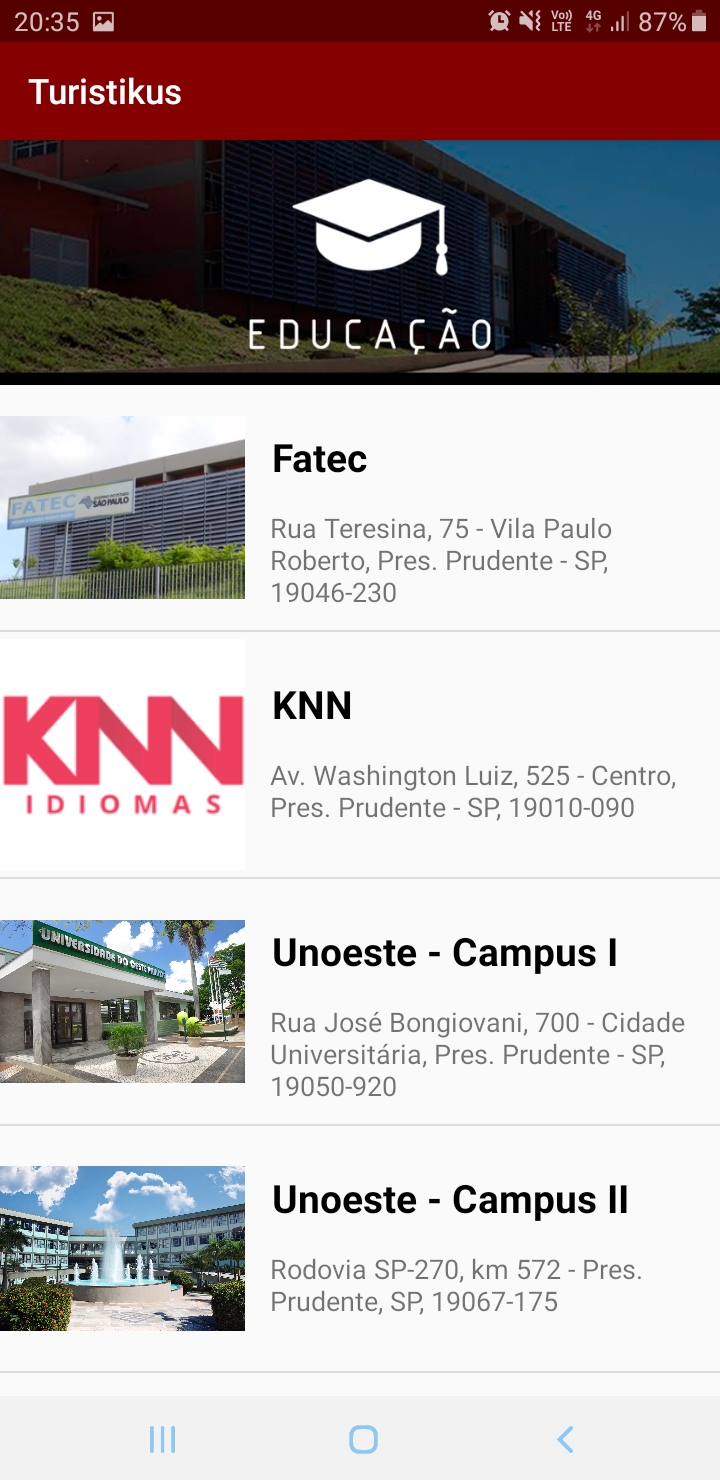 20:35
Vo)) LTE 4G 87%
Turistikus
EDUCAÇÃO
FATEC
SÃO PAULO
Fatec
Rua Teresina, 75 - Vila Paulo
Roberto, Pres. Prudente - SP,
19046-230
KNN
IDIOMAS
KNN
Av. Washington Luiz, 525 - Centro,
Pres. Prudente - SP, 19010-090
UNIVERSIDADE DO OESTE PAULISTA
Unoeste - Campus I
Rua José Bongiovani, 700 - Cidade
Universitária, Pres. Prudente - SP,
19050-920
Unoeste - Campus II
Rodovia SP-270, km 572 - Pres.
Prudente, SP, 19067-175